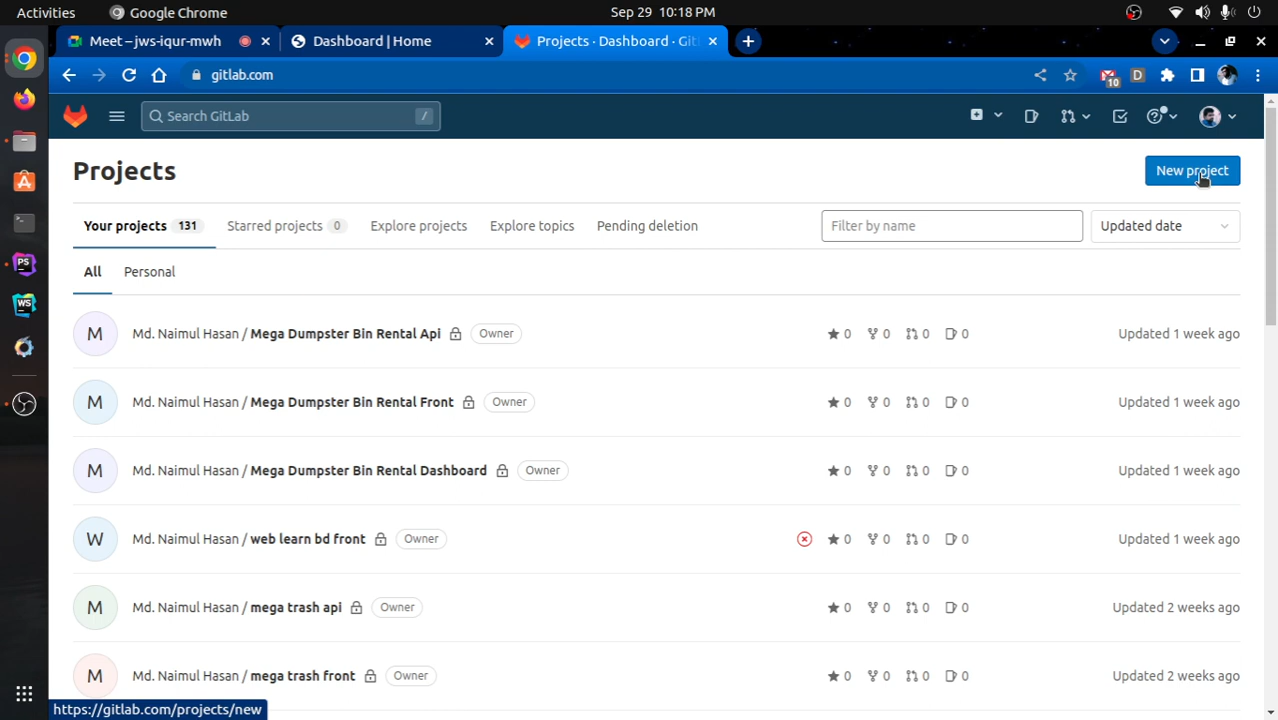 Activities Google Chrome Sep 29 10:18 PM
Meet – jws-iqur-mwh Dashboard | Home Projects · Dashboard · Git
gitlab.com 10 D
Search GitLab /
Projects New project
Your projects 131 Starred projects 0 Explore projects Explore topics Pending deletion Filter by name Updated date
All Personal
M Md. Naimul Hasan / Mega Dumpster Bin Rental Api Owner 0 0 0 0 Updated 1 week ago
M Md. Naimul Hasan / Mega Dumpster Bin Rental Front Owner 0 0 0 0 Updated 1 week ago
M Md. Naimul Hasan / Mega Dumpster Bin Rental Dashboard Owner 0 0 0 0 Updated 1 week ago
W Md. Naimul Hasan / web learn bd front Owner 0 0 0 0 Updated 1 week ago
M Md. Naimul Hasan / mega trash api Owner 0 0 0 0 Updated 2 weeks ago
M Md. Naimul Hasan / mega trash front Owner 0 0 0 0 Updated 2 weeks ago
https://gitlab.com/projects/new
PS
WS
A